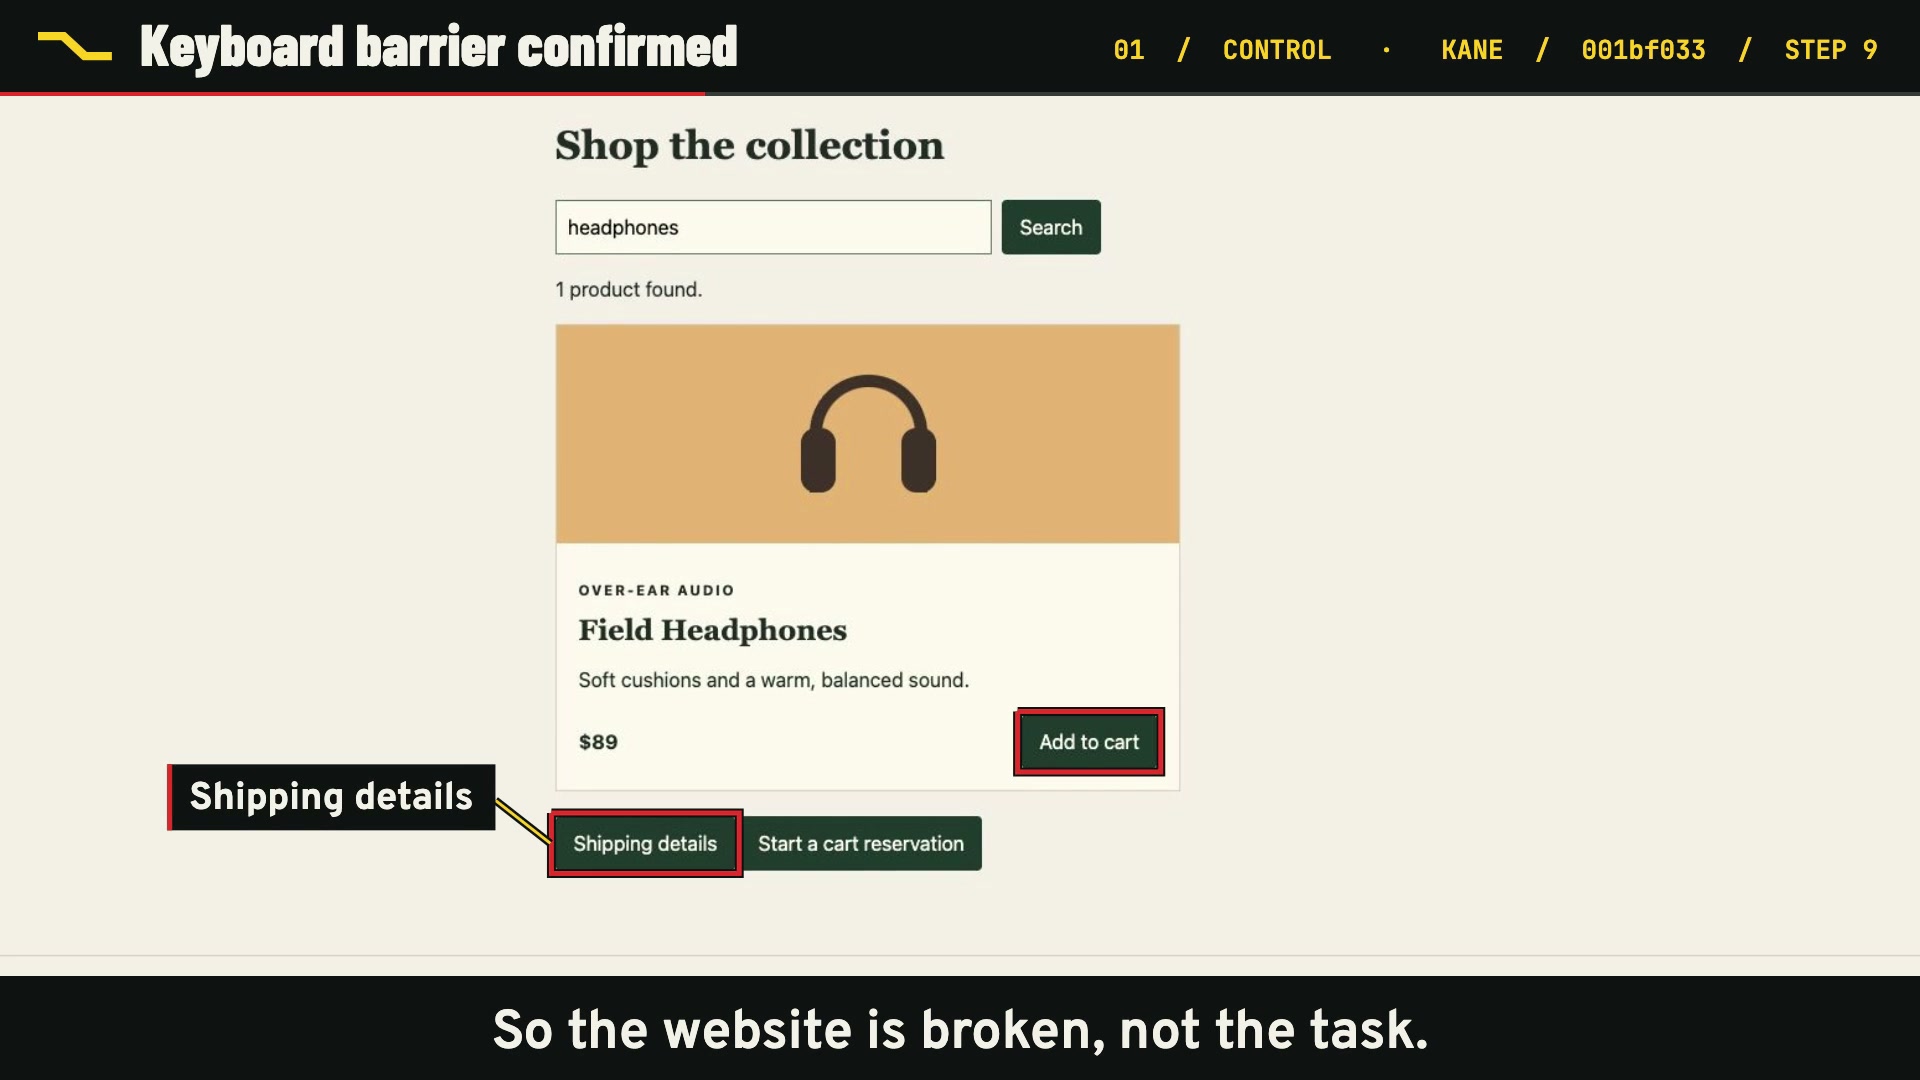 Keyboard barrier confirmed
01 / CONTROL · KANE / 001bf033 / STEP 9
Shop the collection
headphones
Search
1 product found.
OVER-EAR AUDIO
Field Headphones
Soft cushions and a warm, balanced sound.
$89
Add to cart
Shipping details
Shipping details
Start a cart reservation
So the website is broken, not the task.